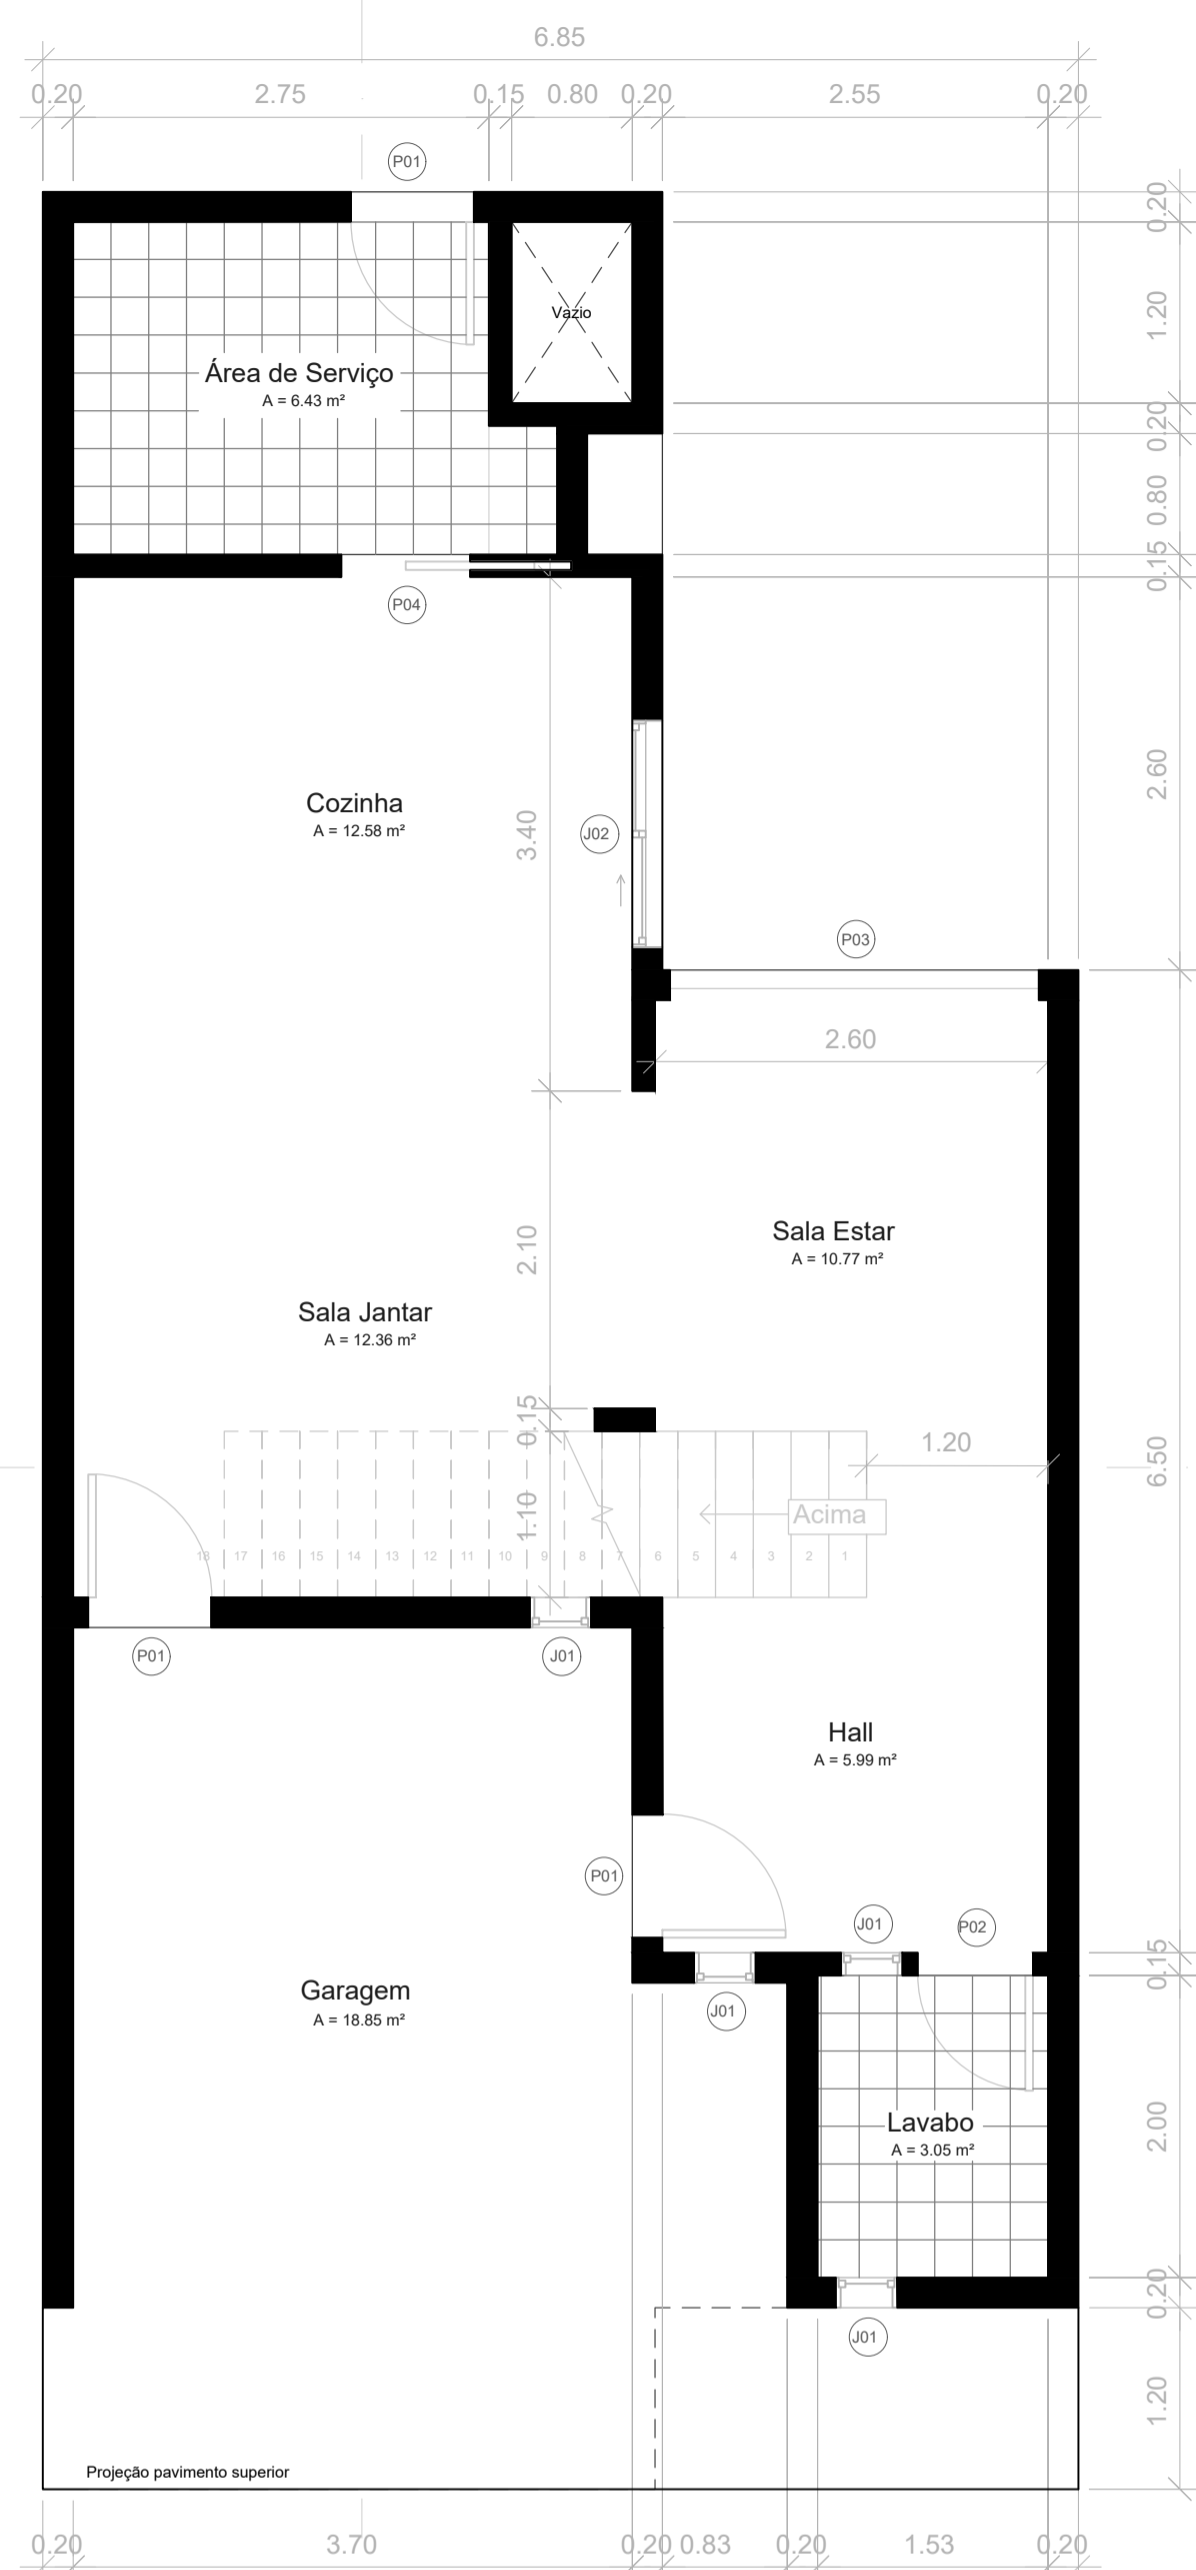 6.85
0.20 2.75 0.15 0.80 0.20 2.55 0.20
P01
0.20
1.20
Vazio
Área de Serviço
A = 6.43 m²
0.20
0.80
0.15
P04
2.60
Cozinha
A = 12.58 m²
3.40
J02
P03
2.60
Sala Estar
A = 10.77 m²
2.10
Sala Jantar
A = 12.36 m²
0.15
1.20
6.50
1.10
Acima
18 17 16 15 14 13 12 11 10 9 8 7 6 5 4 3 2 1
P01
J01
Hall
A = 5.99 m²
P01
J01
P02
0.15
Garagem
A = 18.85 m²
J01
Lavabo
A = 3.05 m²
2.00
0.20
J01
1.20
Projeção pavimento superior
0.20 3.70 0.20 0.83 0.20 1.53 0.20